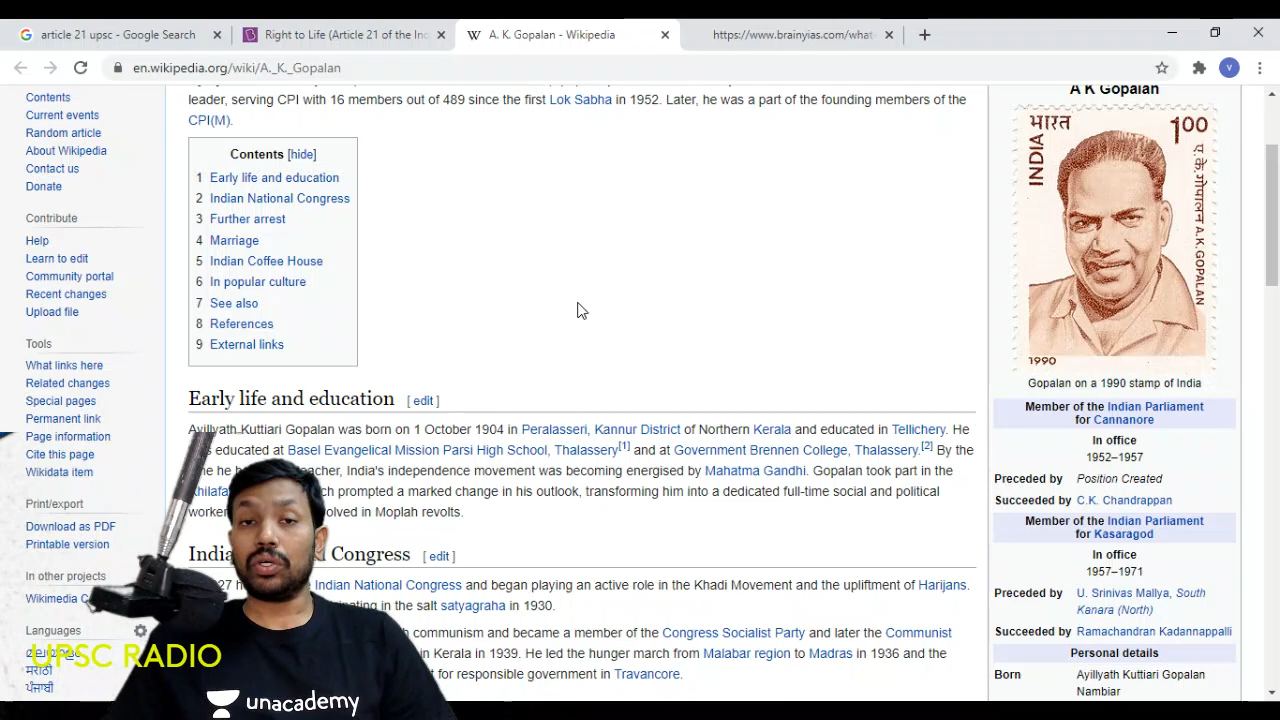 article 21 upsc - Google Search
Right to Life (Article 21 of the Ind
A. K. Gopalan - Wikipedia
https://www.brainyias.com/what-
en.wikipedia.org/wiki/A._K._Gopalan
V
Contents
Current events
Random article
About Wikipedia
Contact us
Donate
Contribute
Help
Learn to edit
Community portal
Recent changes
Upload file
Tools
What links here
Related changes
Special pages
Permanent link
Page information
Cite this page
Wikidata item
Print/export
Download as PDF
Printable version
In other projects
Wikimedia
Languages
मराठी
ਪੰਜਾਬੀ
leader, serving CPI with 16 members out of 489 since the first Lok Sabha in 1952. Later, he was a part of the founding members of the
CPI(M).
Contents [hide]
1 Early life and education
2 Indian National Congress
3 Further arrest
4 Marriage
5 Indian Coffee House
6 In popular culture
7 See also
8 References
9 External links
Early life and education [ edit ]
Ayillyath Kuttiari Gopalan was born on 1 October 1904 in Peralasseri, Kannur District of Northern Kerala and educated in Tellichery. He
educated at Basel Evangelical Mission Parsi High School, Thalassery[1] and at Government Brennen College, Thalassery.[2] By the
teacher, India's independence movement was becoming energised by Mahatma Gandhi. Gopalan took part in the
which prompted a marked change in his outlook, transforming him into a dedicated full-time social and political
worker volved in Moplah revolts.
Congress [ edit ]
Indian National Congress and began playing an active role in the Khadi Movement and the upliftment of Harijans.
in the salt satyagraha in 1930.
communism and became a member of the Congress Socialist Party and later the Communist
in Kerala in 1939. He led the hunger march from Malabar region to Madras in 1936 and the
for responsible government in Travancore.
A K Gopalan
भारत
INDIA
1.00
ए.के.गोपालन A.K.GOPALAN
1990
Gopalan on a 1990 stamp of India
Member of the Indian Parliament
for Cannanore
In office
1952–1957
Preceded by Position Created
Succeeded by C.K. Chandrappan
Member of the Indian Parliament
for Kasaragod
In office
1957–1971
Preceded by U. Srinivas Mallya, South
Kanara (North)
Succeeded by Ramachandran Kadannappalli
Personal details
Born Ayillyath Kuttiari Gopalan
Nambiar
UPSC RADIO
unacademy